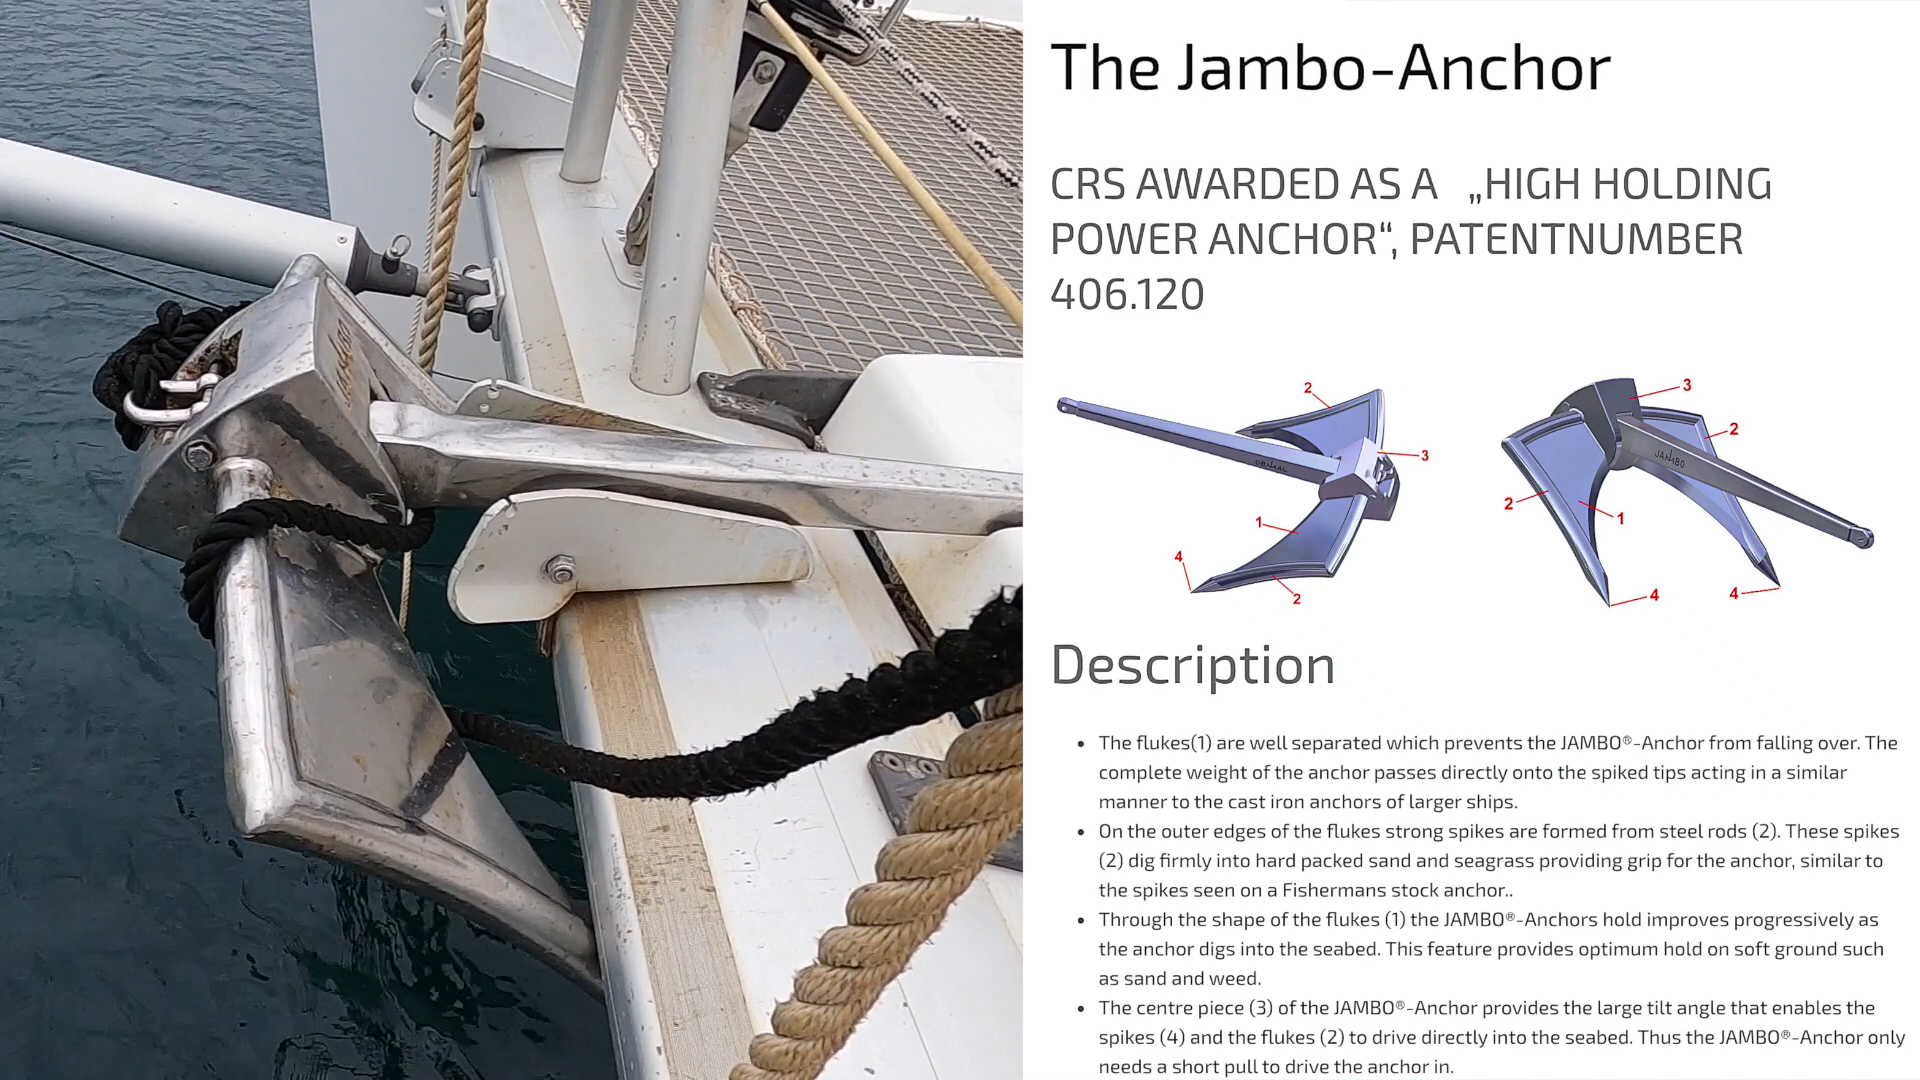 The Jambo-Anchor
CRS AWARDED AS A „HIGH HOLDING
POWER ANCHOR“, PATENTNUMBER
406.120
2
3
1
4
2
3
2
2
1
4
4
JAMBO
Description
• The flukes(1) are well separated which prevents the JAMBO®-Anchor from falling over. The
complete weight of the anchor passes directly onto the spiked tips acting in a similar
manner to the cast iron anchors of larger ships.
• On the outer edges of the flukes strong spikes are formed from steel rods (2). These spikes
(2) dig firmly into hard packed sand and seagrass providing grip for the anchor, similar to
the spikes seen on a Fishermans stock anchor..
• Through the shape of the flukes (1) the JAMBO®-Anchors hold improves progressively as
the anchor digs into the seabed. This feature provides optimum hold on soft ground such
as sand and weed.
• The centre piece (3) of the JAMBO®-Anchor provides the large tilt angle that enables the
spikes (4) and the flukes (2) to drive directly into the seabed. Thus the JAMBO®-Anchor only
needs a short pull to drive the anchor in.